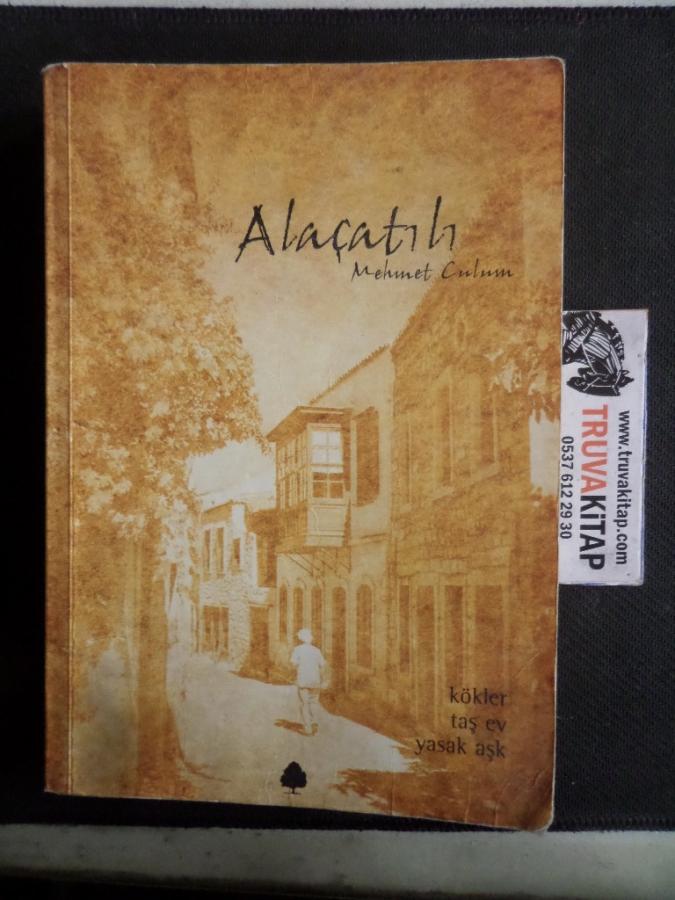 Alaçatılı
Mehmet Culum
kökler
taş ev
yasak aşk
www.truvakitap.com
TRUVAKiTAP
0537 612 29 30